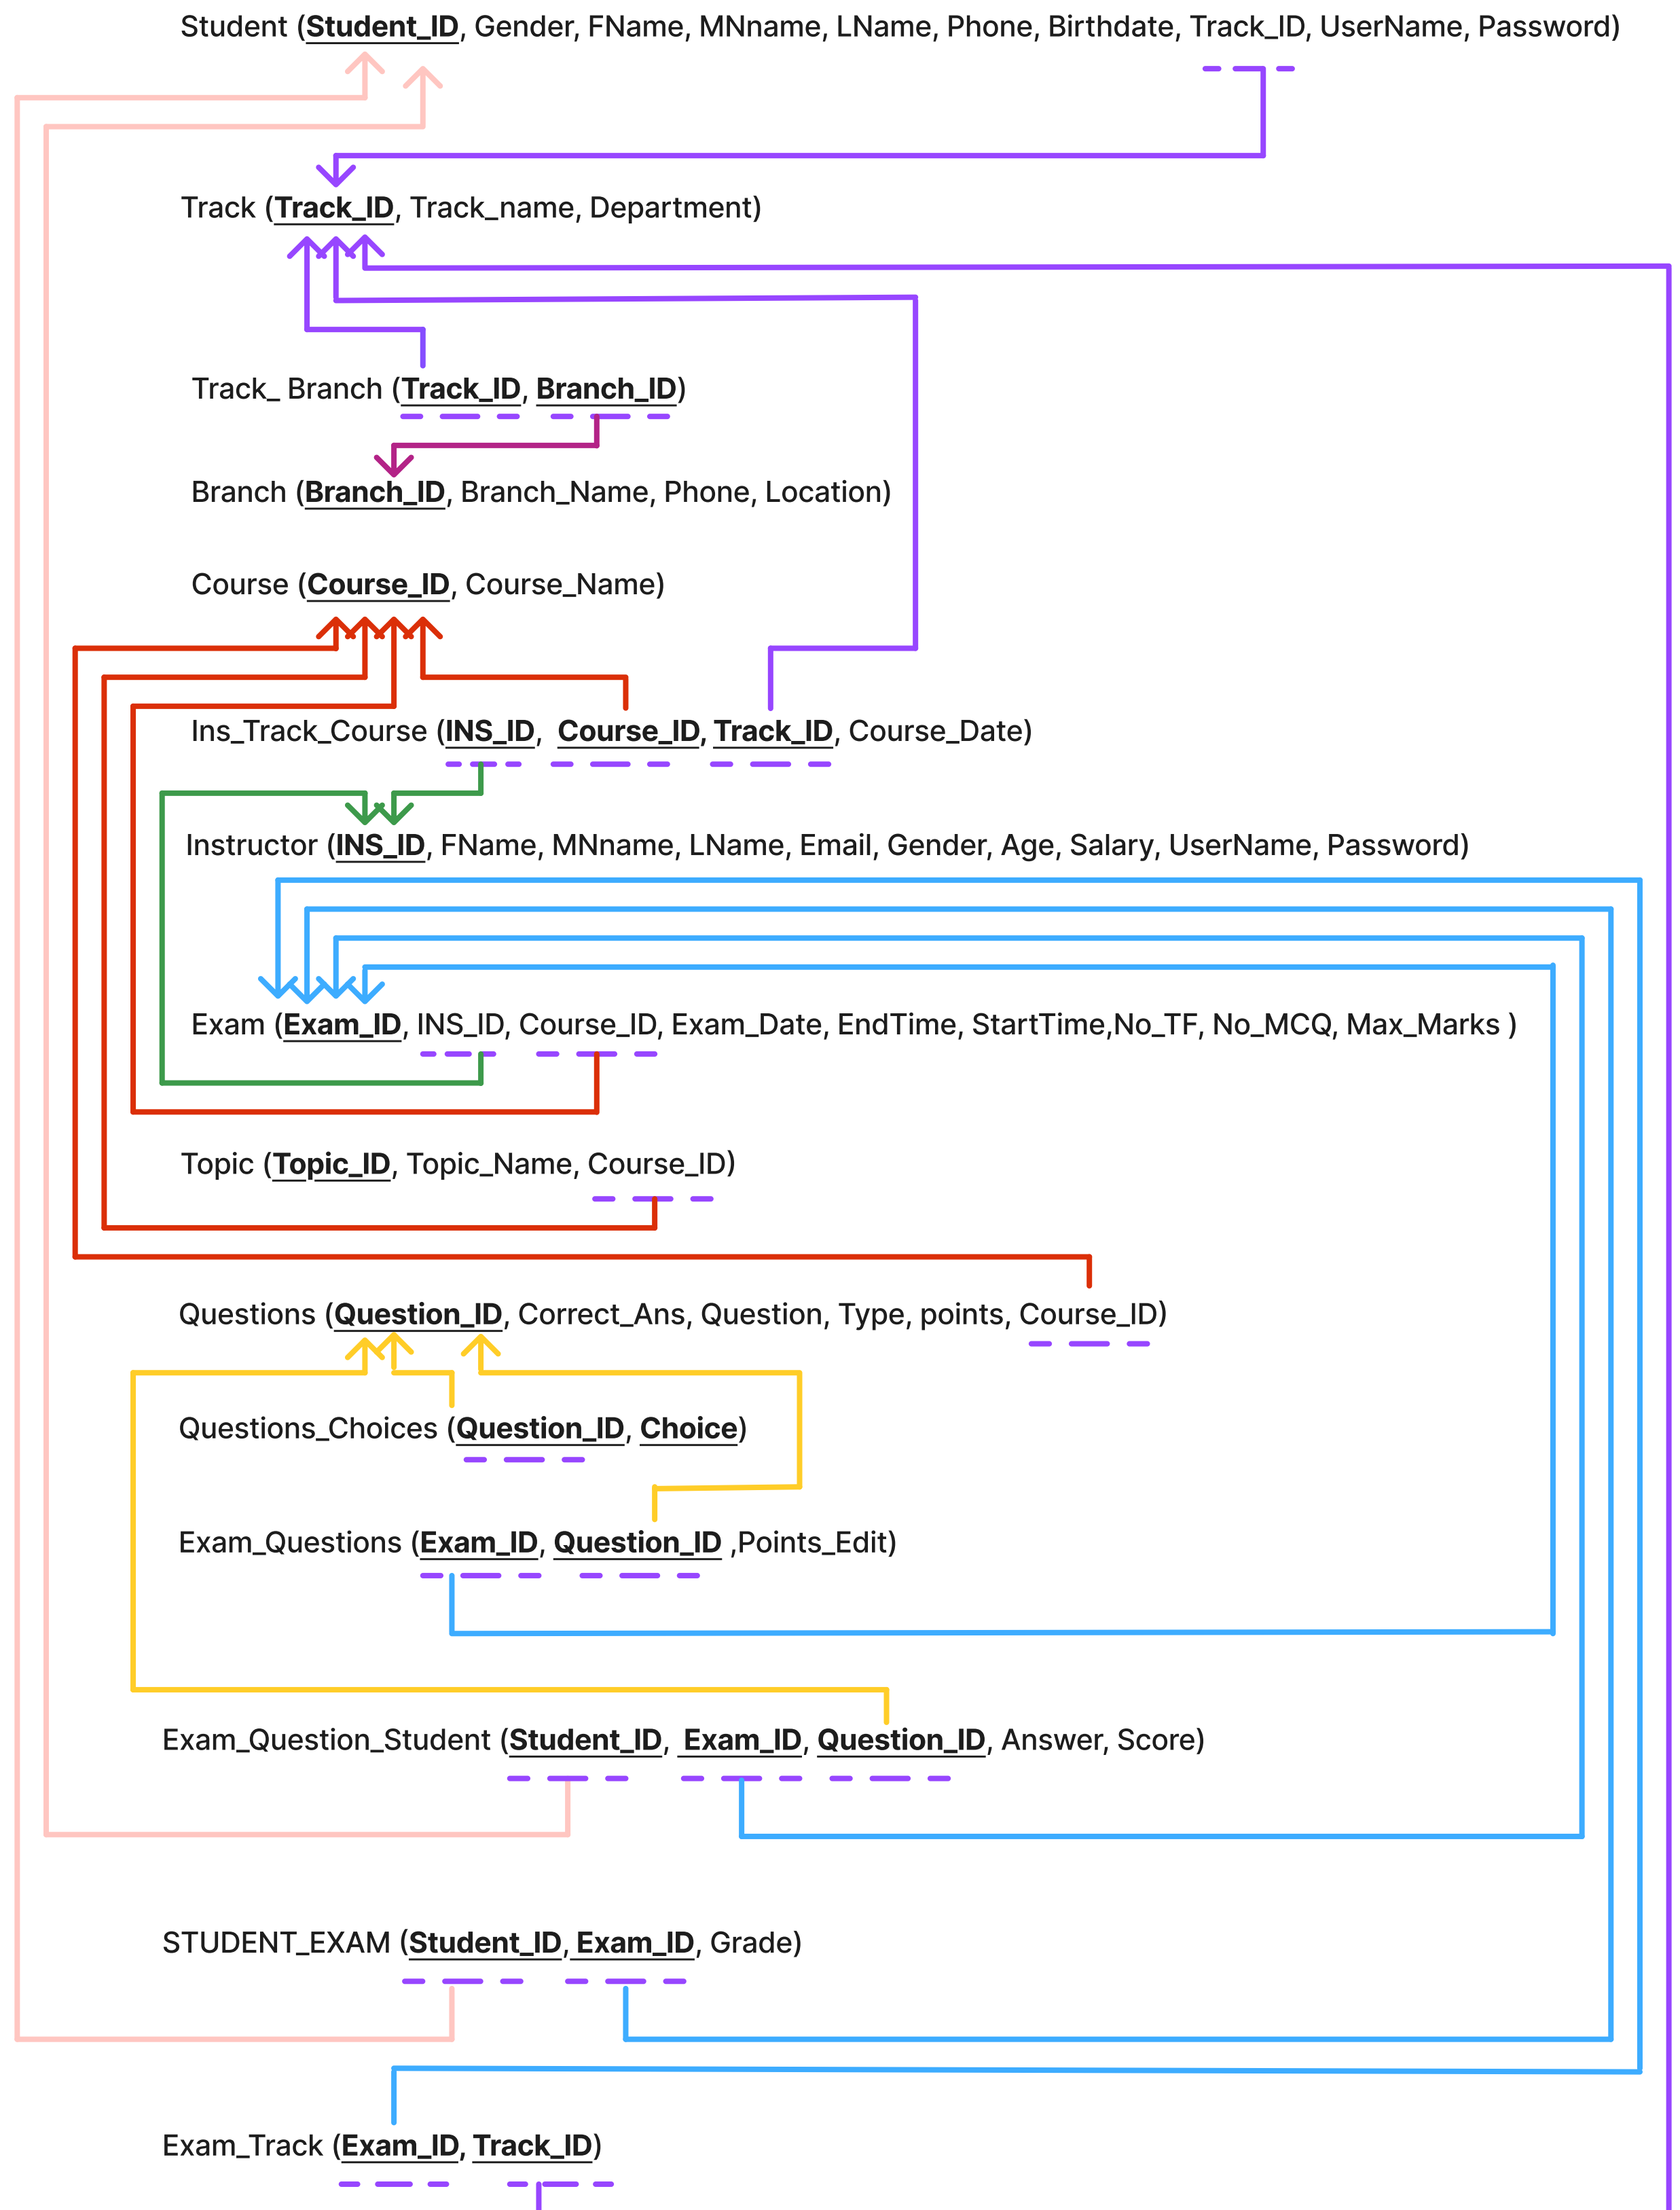 Student (Student_ID, Gender, FName, MNname, LName, Phone, Birthdate, Track_ID, UserName, Password)
Track (Track_ID, Track_name, Department)
Track_ Branch (Track_ID, Branch_ID)
Branch (Branch_ID, Branch_Name, Phone, Location)
Course (Course_ID, Course_Name)
Ins_Track_Course (INS_ID, Course_ID, Track_ID, Course_Date)
Instructor (INS_ID, FName, MNname, LName, Email, Gender, Age, Salary, UserName, Password)
Exam (Exam_ID, INS_ID, Course_ID, Exam_Date, EndTime, StartTime,No_TF, No_MCQ, Max_Marks )
Topic (Topic_ID, Topic_Name, Course_ID)
Questions (Question_ID, Correct_Ans, Question, Type, points, Course_ID)
Questions_Choices (Question_ID, Choice)
Exam_Questions (Exam_ID, Question_ID ,Points_Edit)
Exam_Question_Student (Student_ID, Exam_ID, Question_ID, Answer, Score)
STUDENT_EXAM (Student_ID, Exam_ID, Grade)
Exam_Track (Exam_ID, Track_ID)